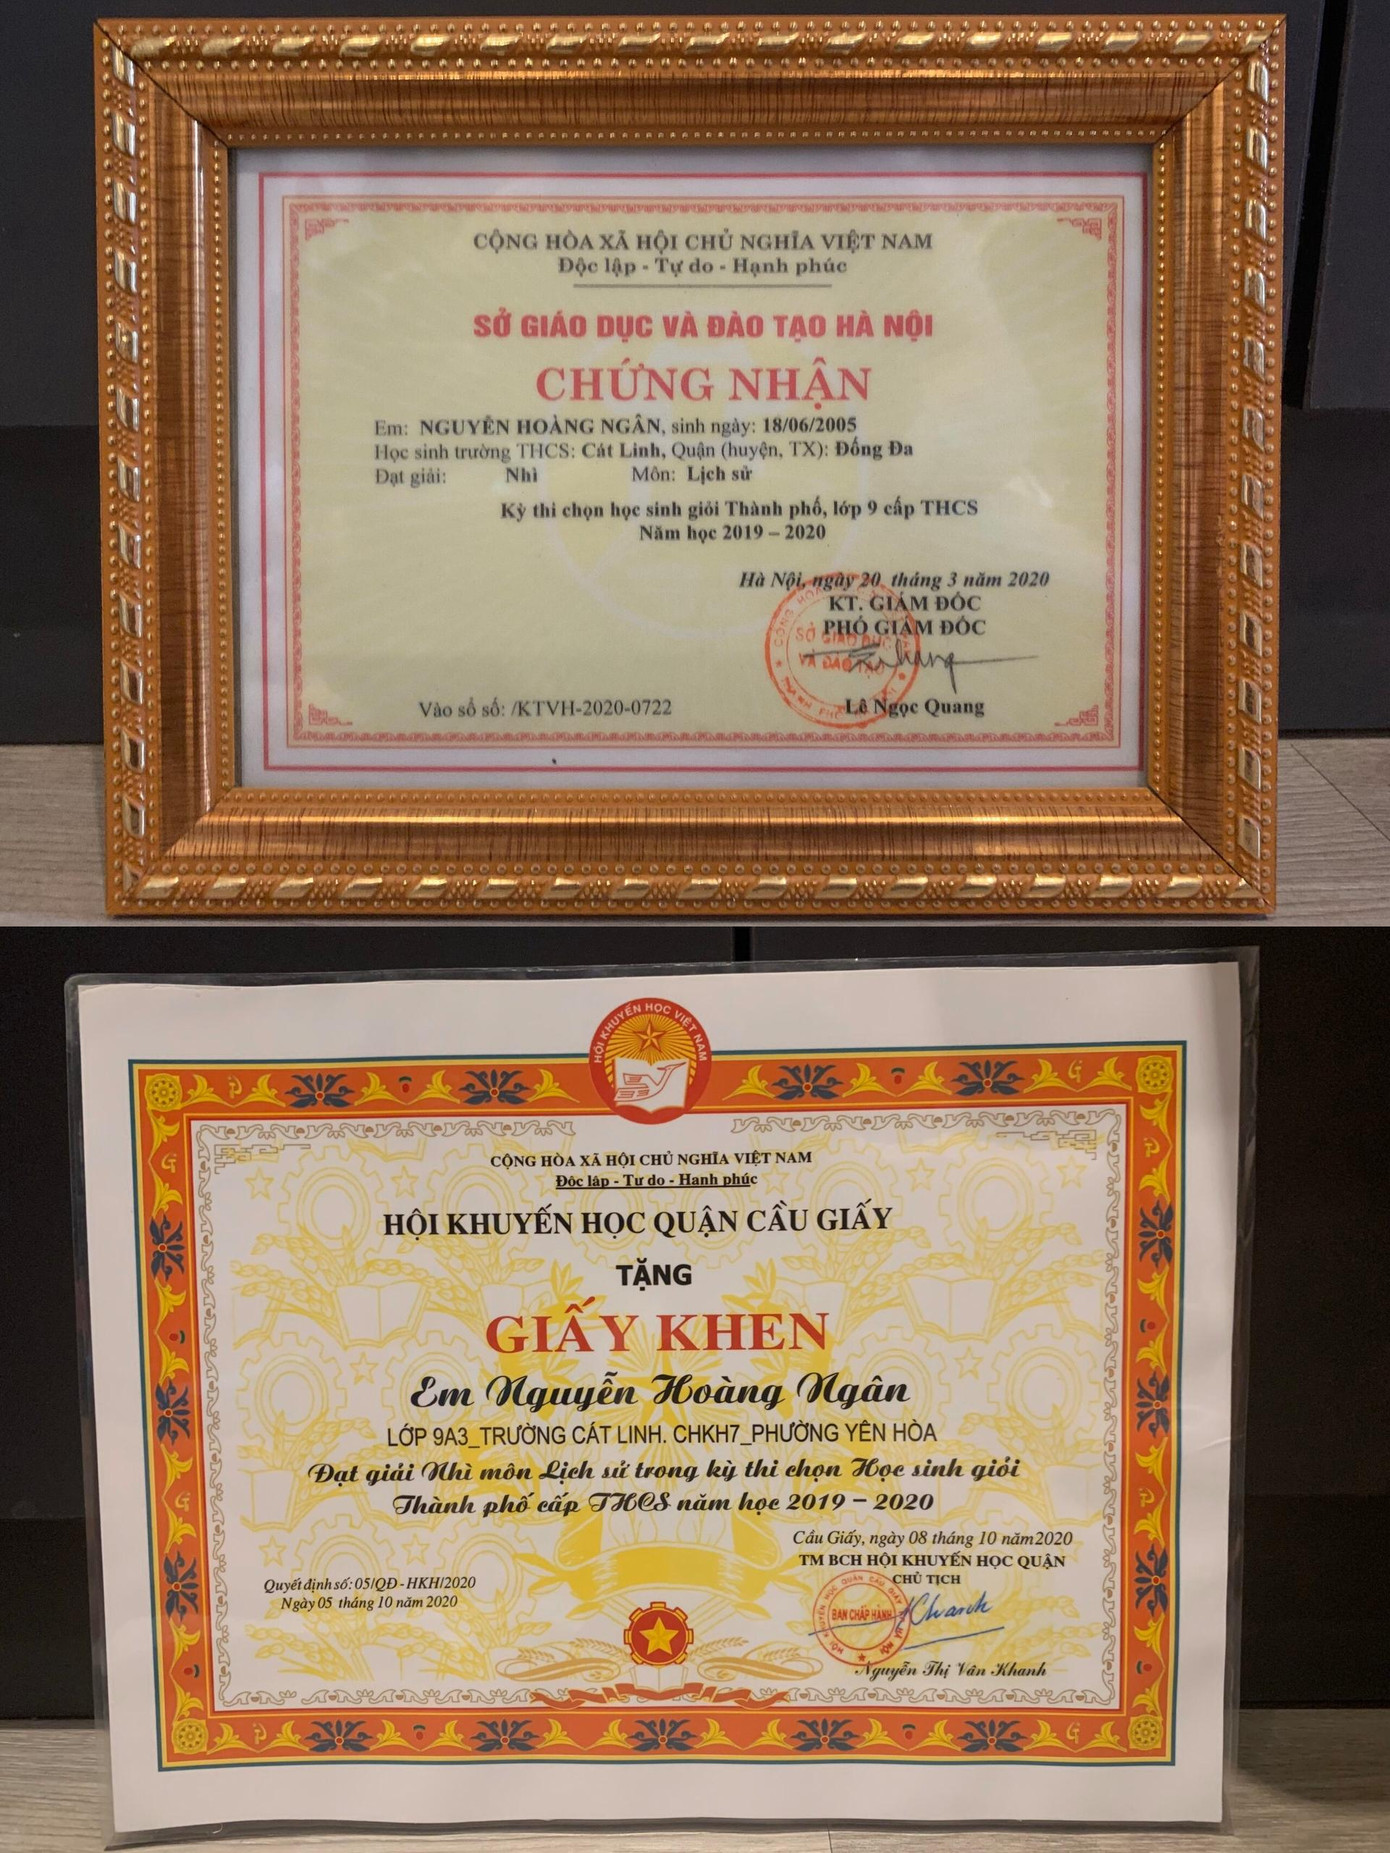 CỘNG HÒA XÃ HỘI CHỦ NGHĨA VIỆT NAM
Độc lập - Tự do - Hạnh phúc
SỞ GIÁO DỤC VÀ ĐÀO TẠO HÀ NỘI
CHỨNG NHẬN
Em: NGUYỄN HOÀNG NGÂN, sinh ngày: 18/06/2005
Học sinh trường THCS: Cát Linh, Quận (huyện, TX): Đống Đa
Đạt giải: Nhì Môn: Lịch sử
Kỳ thi chọn học sinh giỏi Thành phố, lớp 9 cấp THCS
Năm học 2019 – 2020
Hà Nội, ngày 20 tháng 3 năm 2020
KT. GIÁM ĐỐC
PHÓ GIÁM ĐỐC
SỞ GIÁO DỤC
VÀ ĐÀO TẠO
Lê Ngọc Quang
Vào sổ số: /KTVH-2020-0722
HỘI KHUYẾN HỌC VIỆT NAM
CỘNG HÒA XÃ HỘI CHỦ NGHĨA VIỆT NAM
Độc lập - Tự do - Hạnh phúc
HỘI KHUYẾN HỌC QUẬN CẦU GIẤY
TẶNG
GIẤY KHEN
Em Nguyễn Hoàng Ngân
LỚP 9A3_TRƯỜNG CÁT LINH. CHKH7_PHƯỜNG YÊN HÒA
Đạt giải Nhì môn Lịch sử trong kỳ thi chọn Học sinh giỏi
Thành phố cấp THCS năm học 2019 – 2020
Cầu Giấy, ngày 08 tháng 10 năm2020
TM BCH HỘI KHUYẾN HỌC QUẬN
CHỦ TỊCH
Quyết định số: 05/QĐ - HKH/2020
Ngày 05 tháng 10 năm 2020
BAN CHẤP HÀNH
Nguyễn Thị Vân Khanh